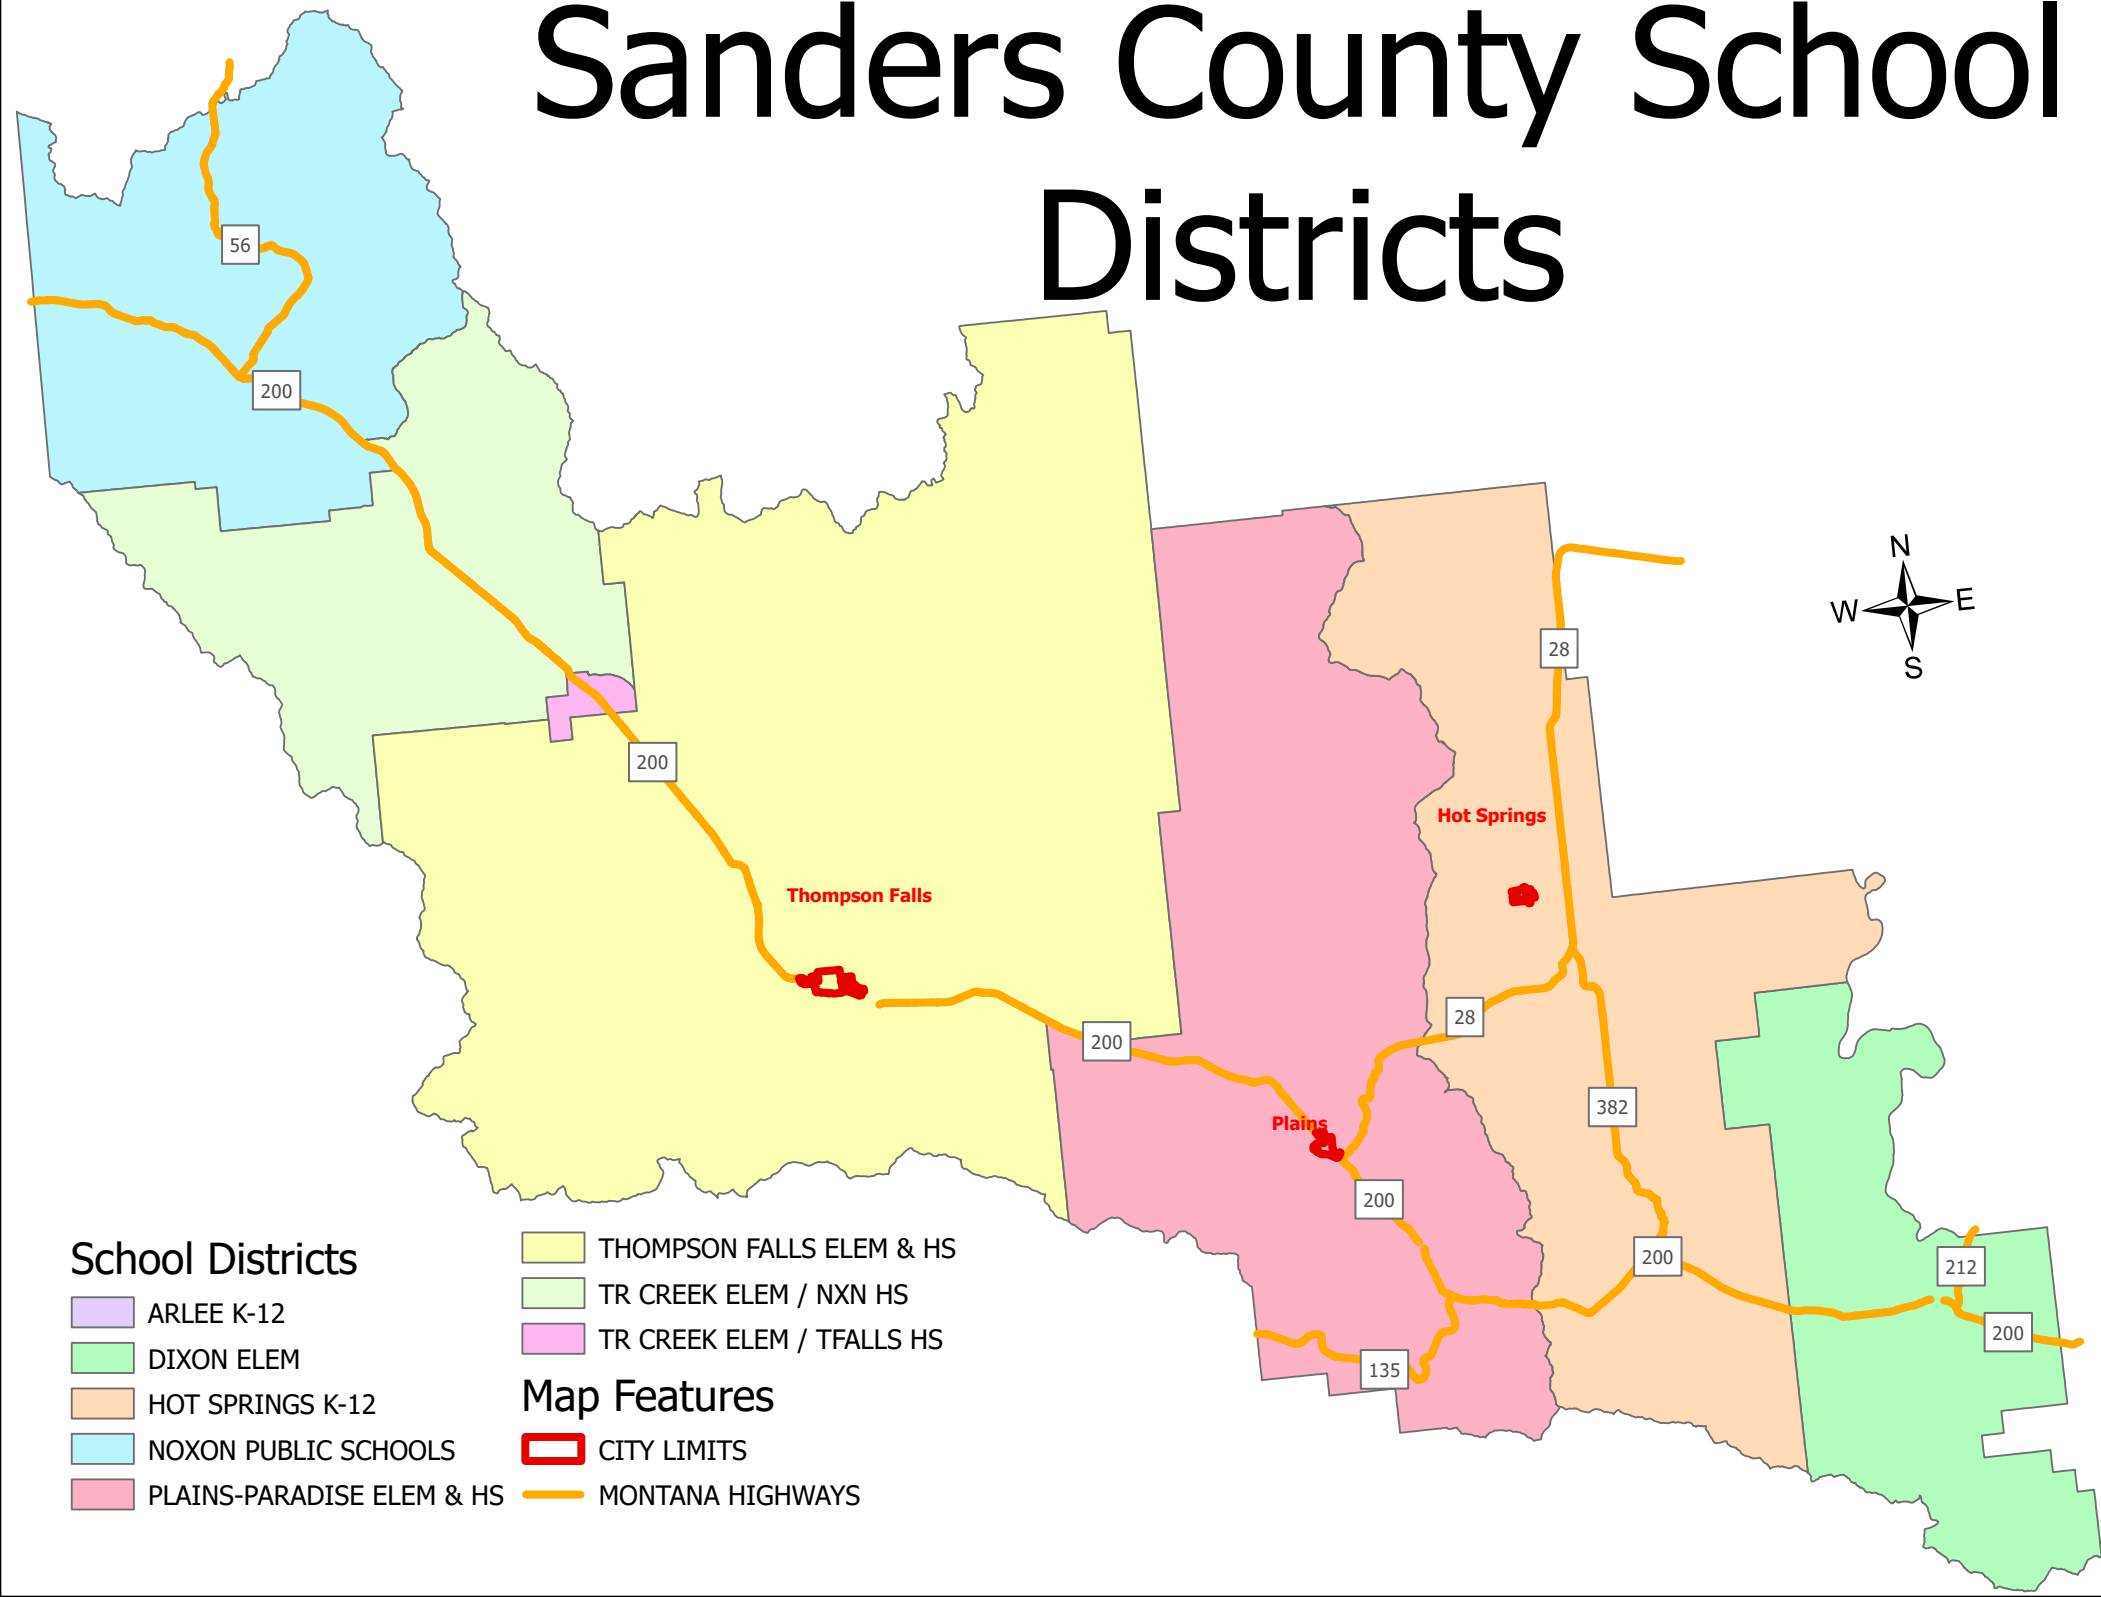 Sanders County School
Districts
56
200
N
W E
S
28
200
Hot Springs
Thompson Falls
28
200
382
Plains
200
200
212
200
135
School Districts
ARLEE K-12
DIXON ELEM
HOT SPRINGS K-12
NOXON PUBLIC SCHOOLS
PLAINS-PARADISE ELEM & HS
THOMPSON FALLS ELEM & HS
TR CREEK ELEM / NXN HS
TR CREEK ELEM / TFALLS HS
Map Features
CITY LIMITS
MONTANA HIGHWAYS